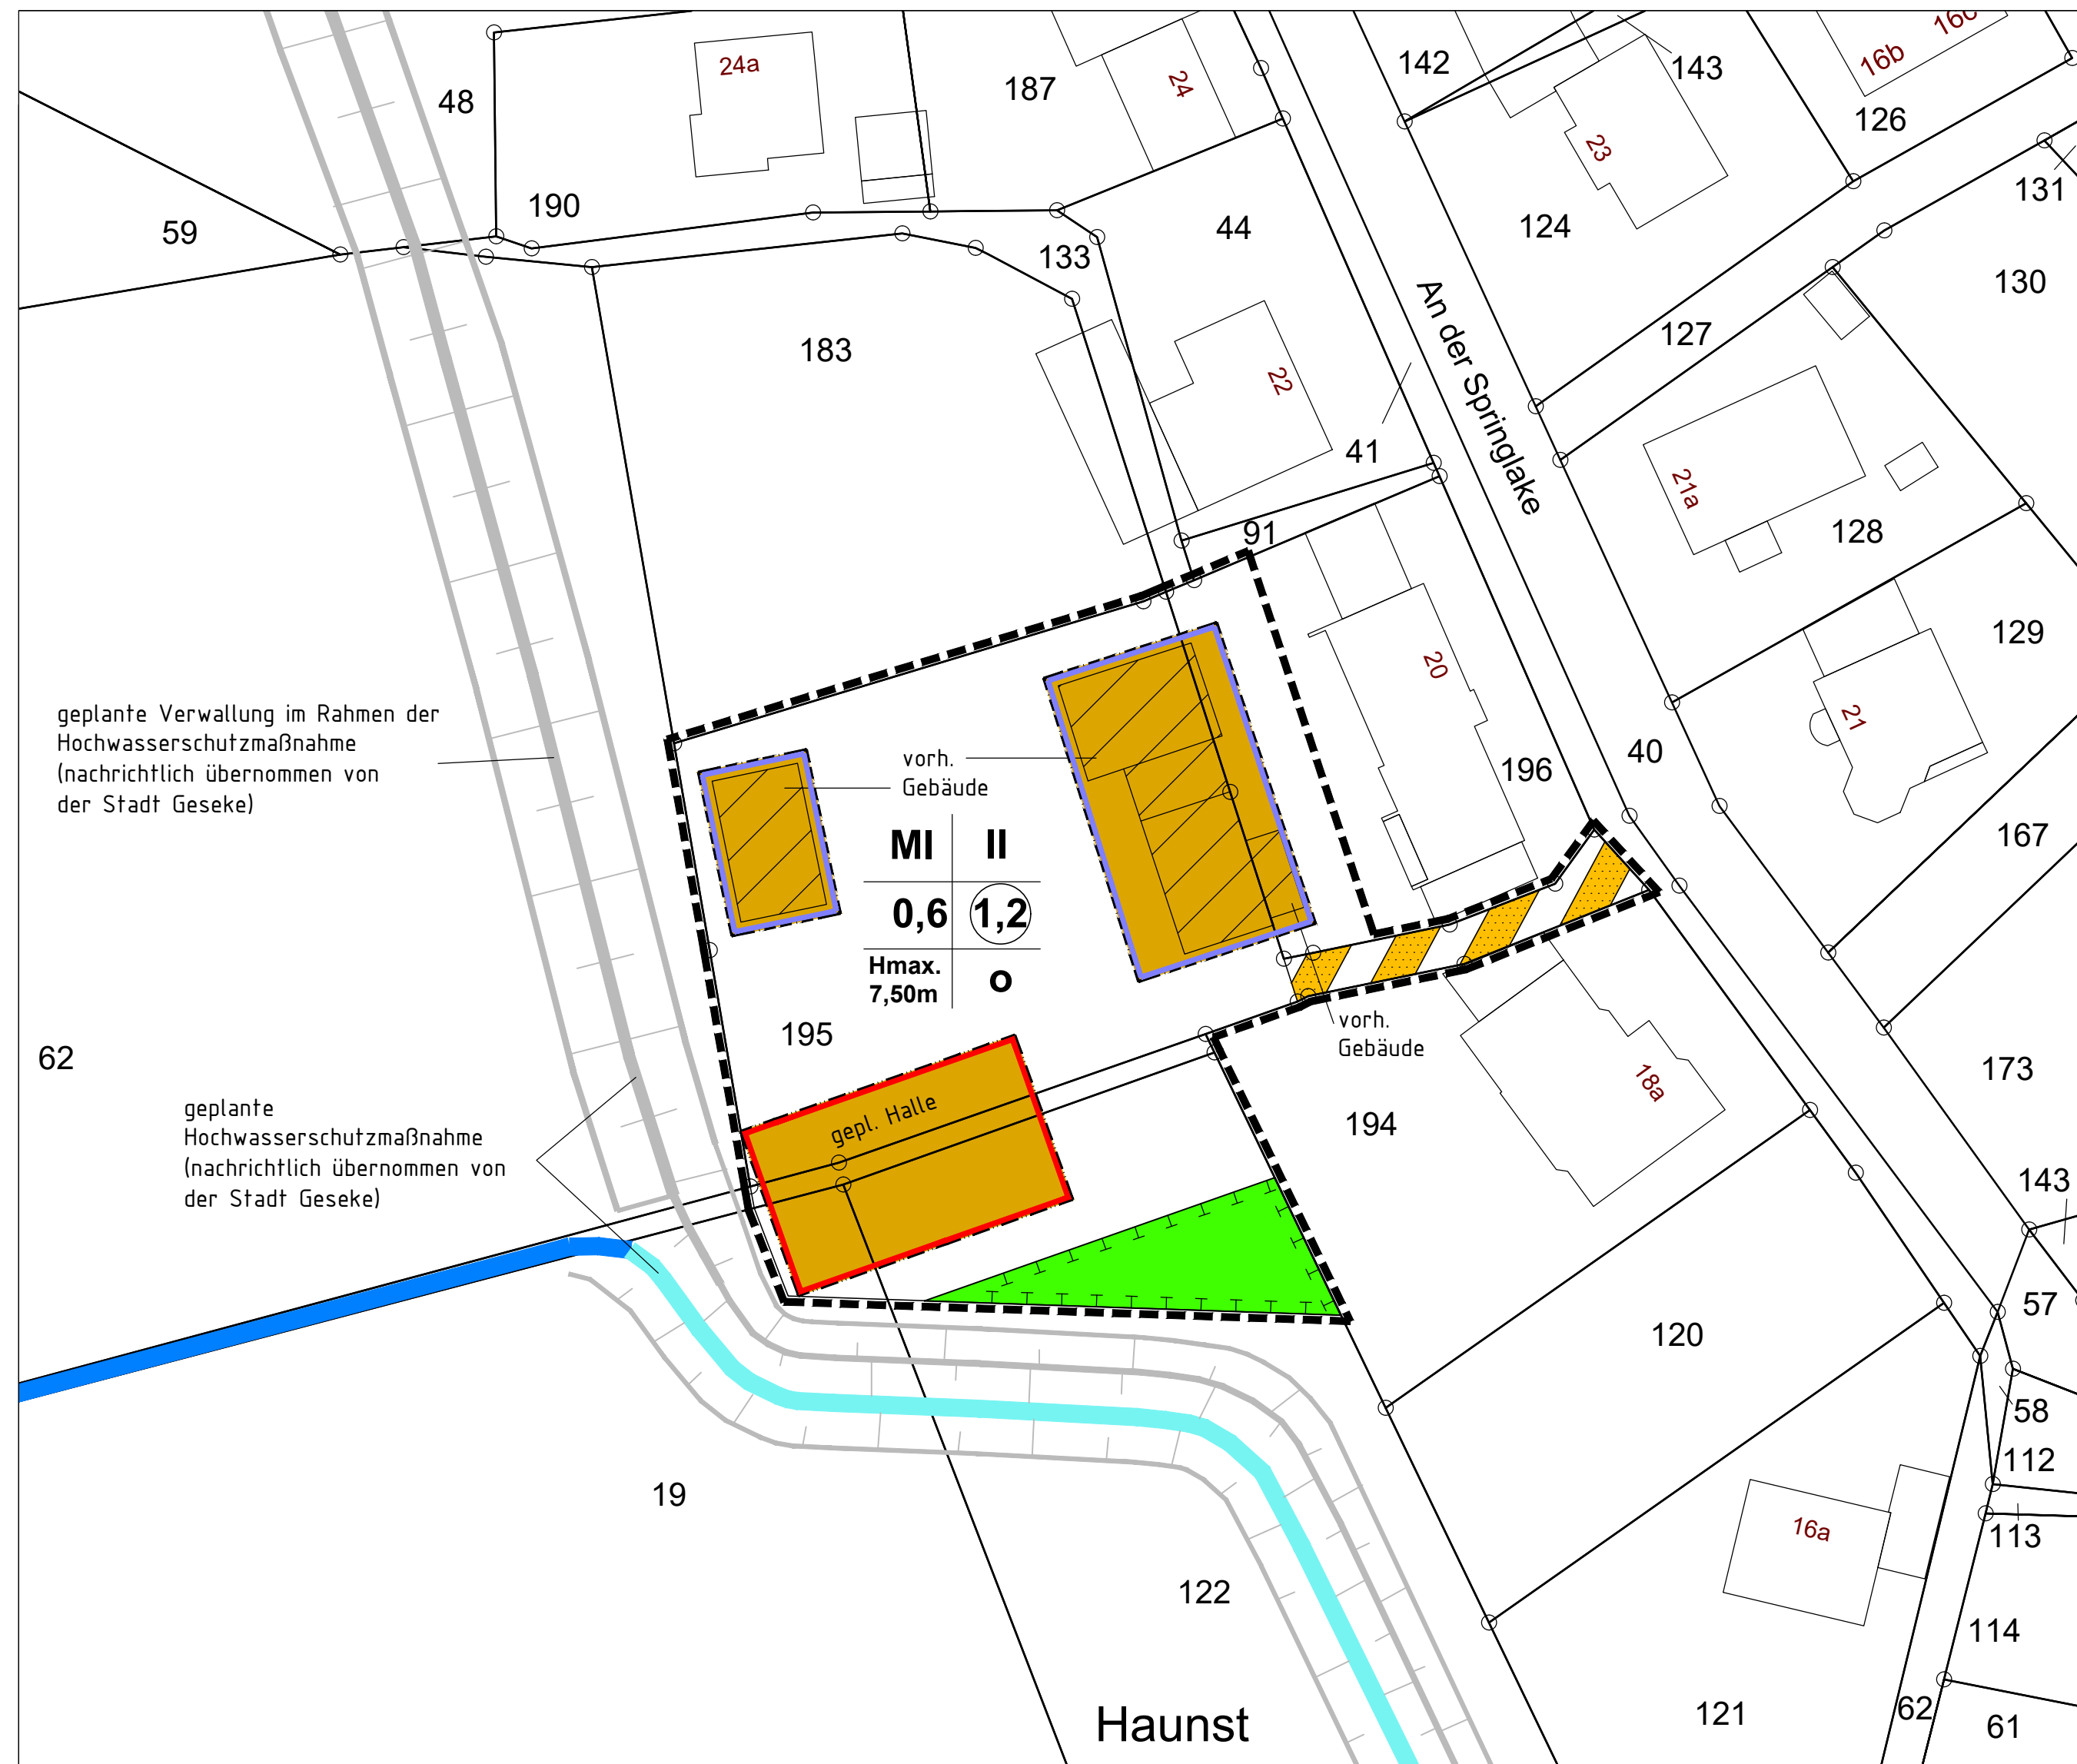 16c
16b
24a
142
143
48
187
24
126
23
131
190
59
44
124
133
130
An der Springlake
127
183
22
41
21a
91
128
129
20
geplante Verwallung im Rahmen der
Hochwasserschutzmaßnahme
(nachrichtlich übernommen von
der Stadt Geseke)
21
40
196
vorh.
Gebäude
MI
II
167
0,6
1,2
Hmax.
7,50m
o
195
vorh.
Gebäude
62
173
18a
geplante
Hochwasserschutzmaßnahme
(nachrichtlich übernommen von
der Stadt Geseke)
gepl. Halle
194
143
57
120
58
112
19
113
16a
122
114
Haunst
121
62
61